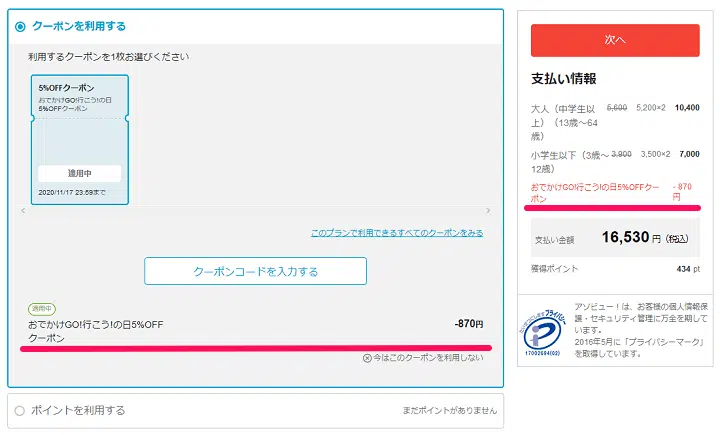 クーポンを利用する
利用するクーポンを1枚お選びください
5%OFFクーポン
おでかけGO!行こう!の日
5%OFFクーポン
適用中
2020/11/17 23:59まで
このプランで利用できるすべてのクーポンをみる
クーポンコードを入力する
適用中
おでかけGO!行こう!の日5%OFF
クーポン
-870円
今はこのクーポンを利用しない
ポイントを利用する
まだポイントがありません
次へ
支払い情報
大人（中学生以
上）（13歳〜64
歳）
5,600 5,200×2 10,400
小学生以下（3歳〜
12歳）
3,900 3,500×2 7,000
おでかけGO!行こう!の日5%OFFクー
ポン
- 870
円
支払い金額 16,530 円（税込）
獲得ポイント 434 pt
プライバシー
17002694(02)
アソビュー！は、お客様の個人情報保
護・セキュリティ管理に万全を期してい
ます。
2016年5月に「プライバシーマーク」
を取得しています。